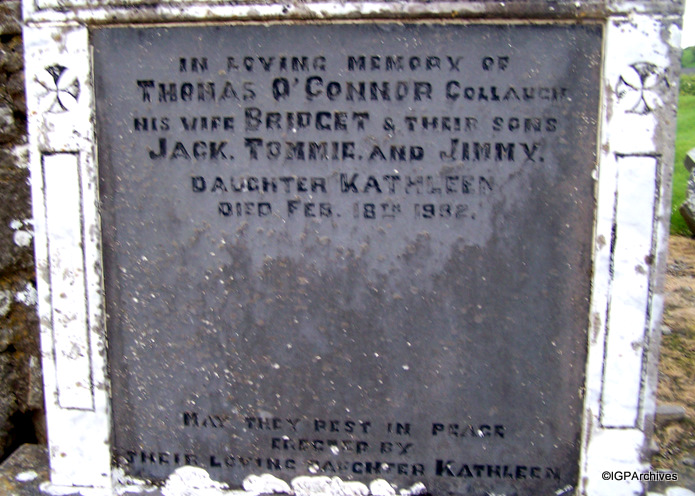 IN LOVING MEMORY OF
THOMAS O'CONNOR COLLAUGH
HIS WIFE BRIDGET & THEIR SONS
JACK. TOMMIE. AND JIMMY.
DAUGHTER KATHLEEN
DIED FEB. 18TH 1982.
MAY THEY REST IN PEACE
ERECTED BY
THEIR LOVING DAUGHTER KATHLEEN
©IGPArchives